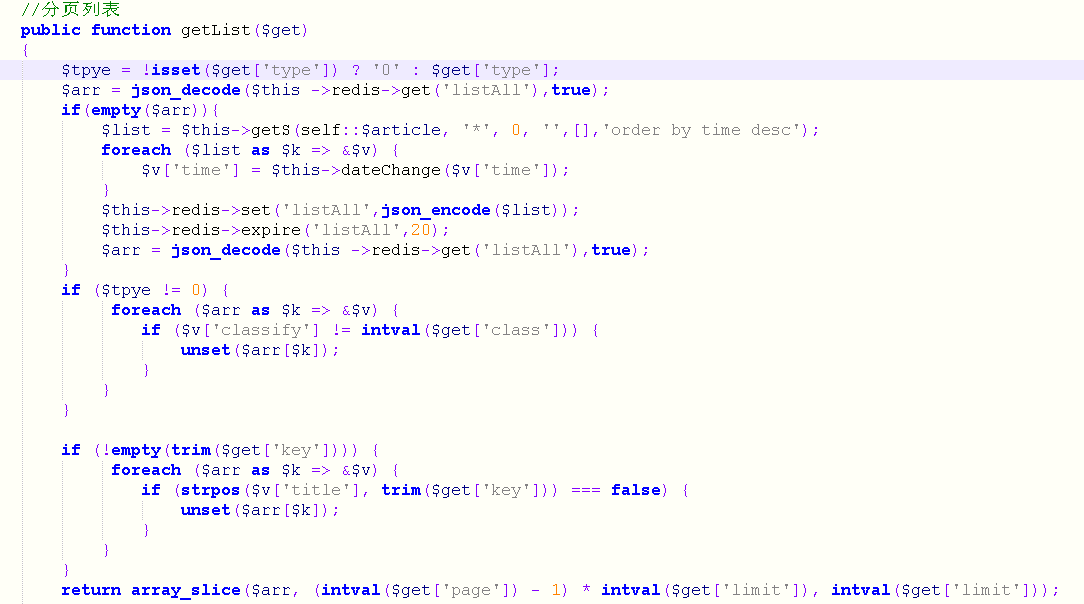 //分页列表
public function getList($get)
{
$tpye = !isset($get['type']) ? '0' : $get['type'];
$arr = json_decode($this ->redis->get('listAll'),true);
if(empty($arr)){
$list = $this->getS(self::$article, '*', 0, '',[],'order by time desc');
foreach ($list as $k => &$v) {
$v['time'] = $this->dateChange($v['time']);
}
$this->redis->set('listAll',json_encode($list));
$this->redis->expire('listAll',20);
$arr = json_decode($this ->redis->get('listAll'),true);
}
if ($tpye != 0) {
foreach ($arr as $k => &$v) {
if ($v['classify'] != intval($get['class'])) {
unset($arr[$k]);
}
}
}
if (!empty(trim($get['key']))) {
foreach ($arr as $k => &$v) {
if (strpos($v['title'], trim($get['key'])) === false) {
unset($arr[$k]);
}
}
}
return array_slice($arr, (intval($get['page']) - 1) * intval($get['limit']), intval($get['limit']));